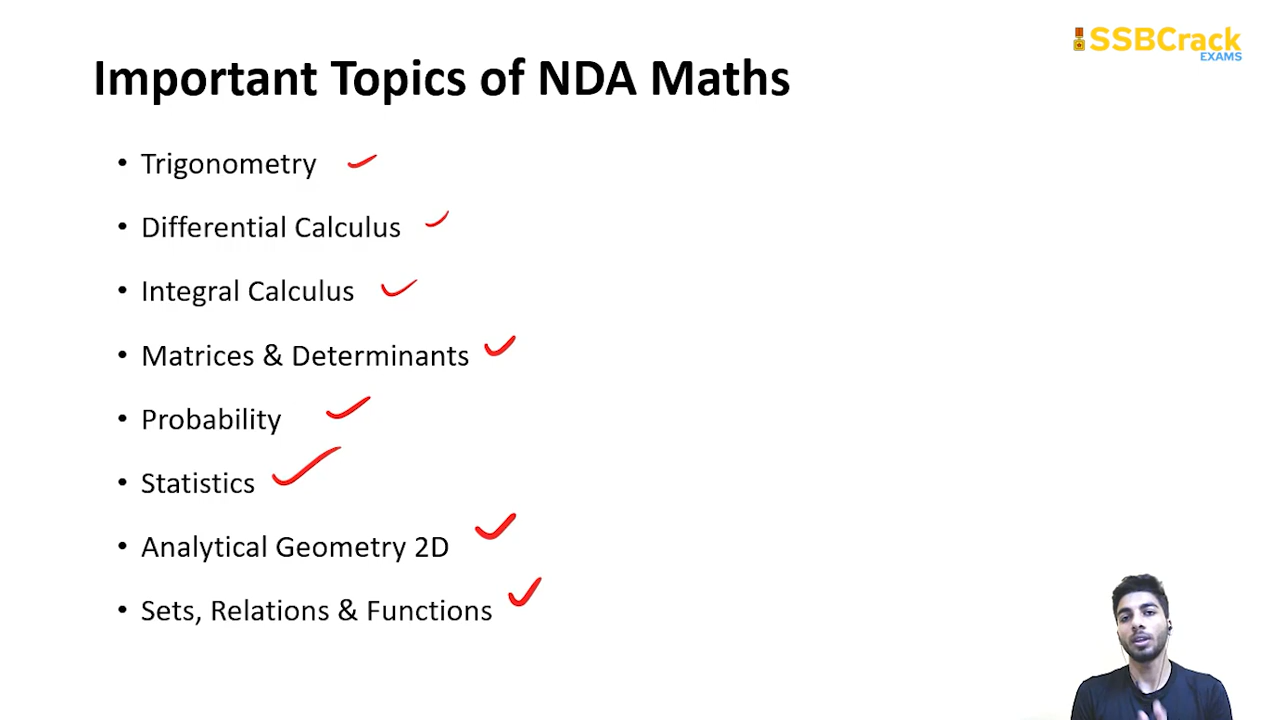 SSBCrack
EXAMS
Important Topics of NDA Maths
• Trigonometry
• Differential Calculus
• Integral Calculus
• Matrices & Determinants
• Probability
• Statistics
• Analytical Geometry 2D
• Sets, Relations & Functions